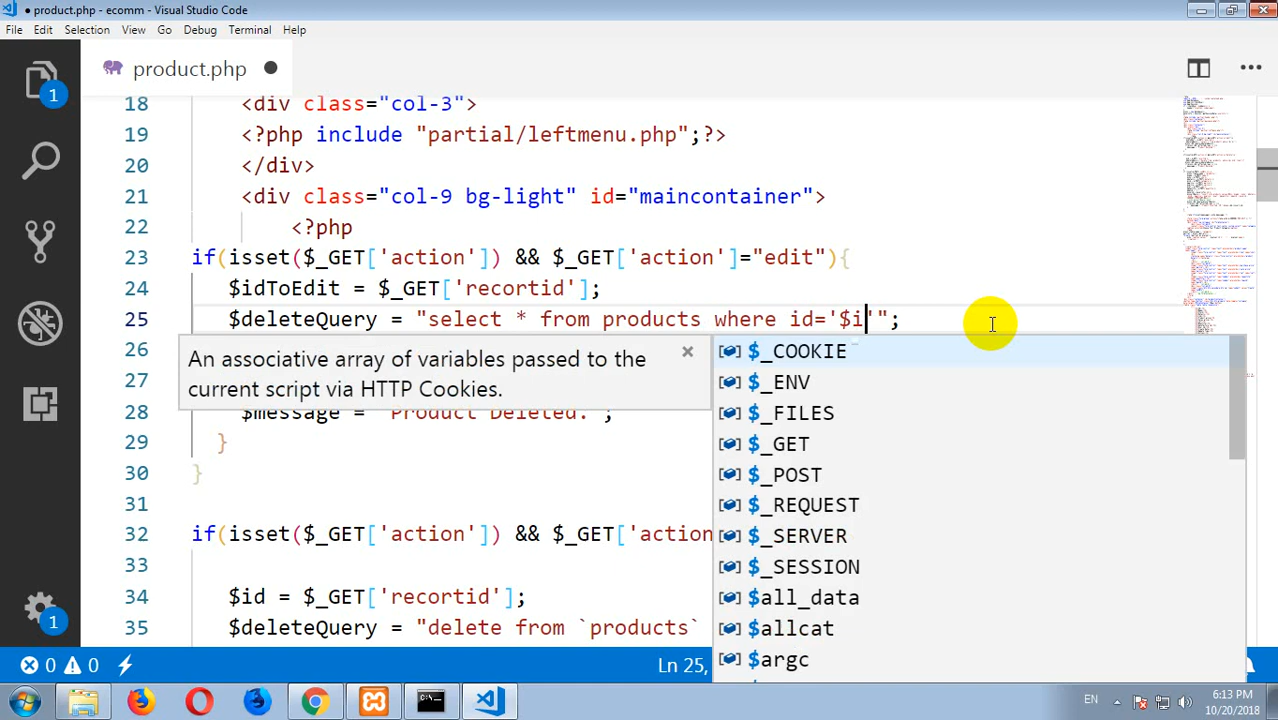 product.php - ecomm - Visual Studio Code
File Edit Selection View Go Debug Terminal Help
1
product.php
18 <div class="col-3">
19 <?php include "partial/leftmenu.php";?>
20 </div>
21 <div class="col-9 bg-light" id="maincontainer">
22 <?php
23 if(isset($_GET['action']) && $_GET['action']="edit"){
24 $idToEdit = $_GET['recortid'];
25 $deleteQuery = "select * from products where id='$i'";
26
An associative array of variables passed to the
current script via HTTP Cookies.
$_COOKIE
$_ENV
$_FILES
$_GET
$_POST
$_REQUEST
$_SERVER
$_SESSION
$all_data
$allcat
$argc
27
28 $message = "Product Deleted.";
29 }
30 }
31
32 if(isset($_GET['action']) && $_GET['action
33
34 $id = $_GET['recortid'];
35 $deleteQuery = "delete from `products`
1
0 0 Ln 25,
EN 6:13 PM
10/20/2018